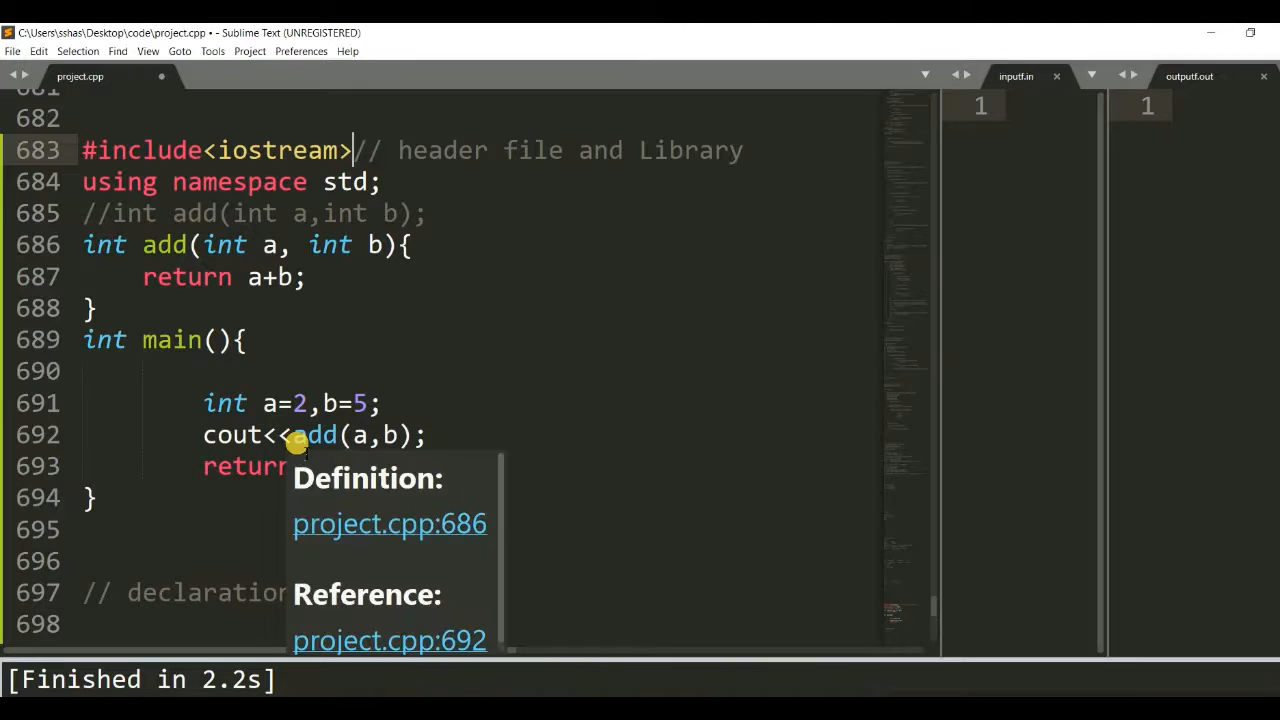 C:\Users\sshas\Desktop\code\project.cpp • - Sublime Text (UNREGISTERED)
File Edit Selection Find View Goto Tools Project Preferences Help
project.cpp inputf.in outputf.out
681
682
683 #include<iostream>// header file and Library
684 using namespace std;
685 //int add(int a,int b);
686 int add(int a, int b){
687 return a+b;
688 }
689 int main(){
690
691 int a=2,b=5;
692 cout<<add(a,b);
693 return
694 }
695
696
697 // declaration
698
Definition:
project.cpp:686
Reference:
project.cpp:692
1
1
[Finished in 2.2s]